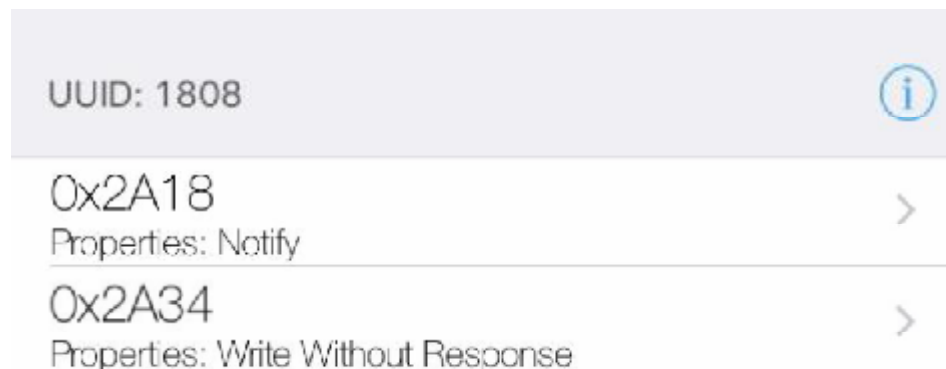 UUID: 1808
0x2A18
Properties: Notify
0x2A34
Properties: Write Without Response